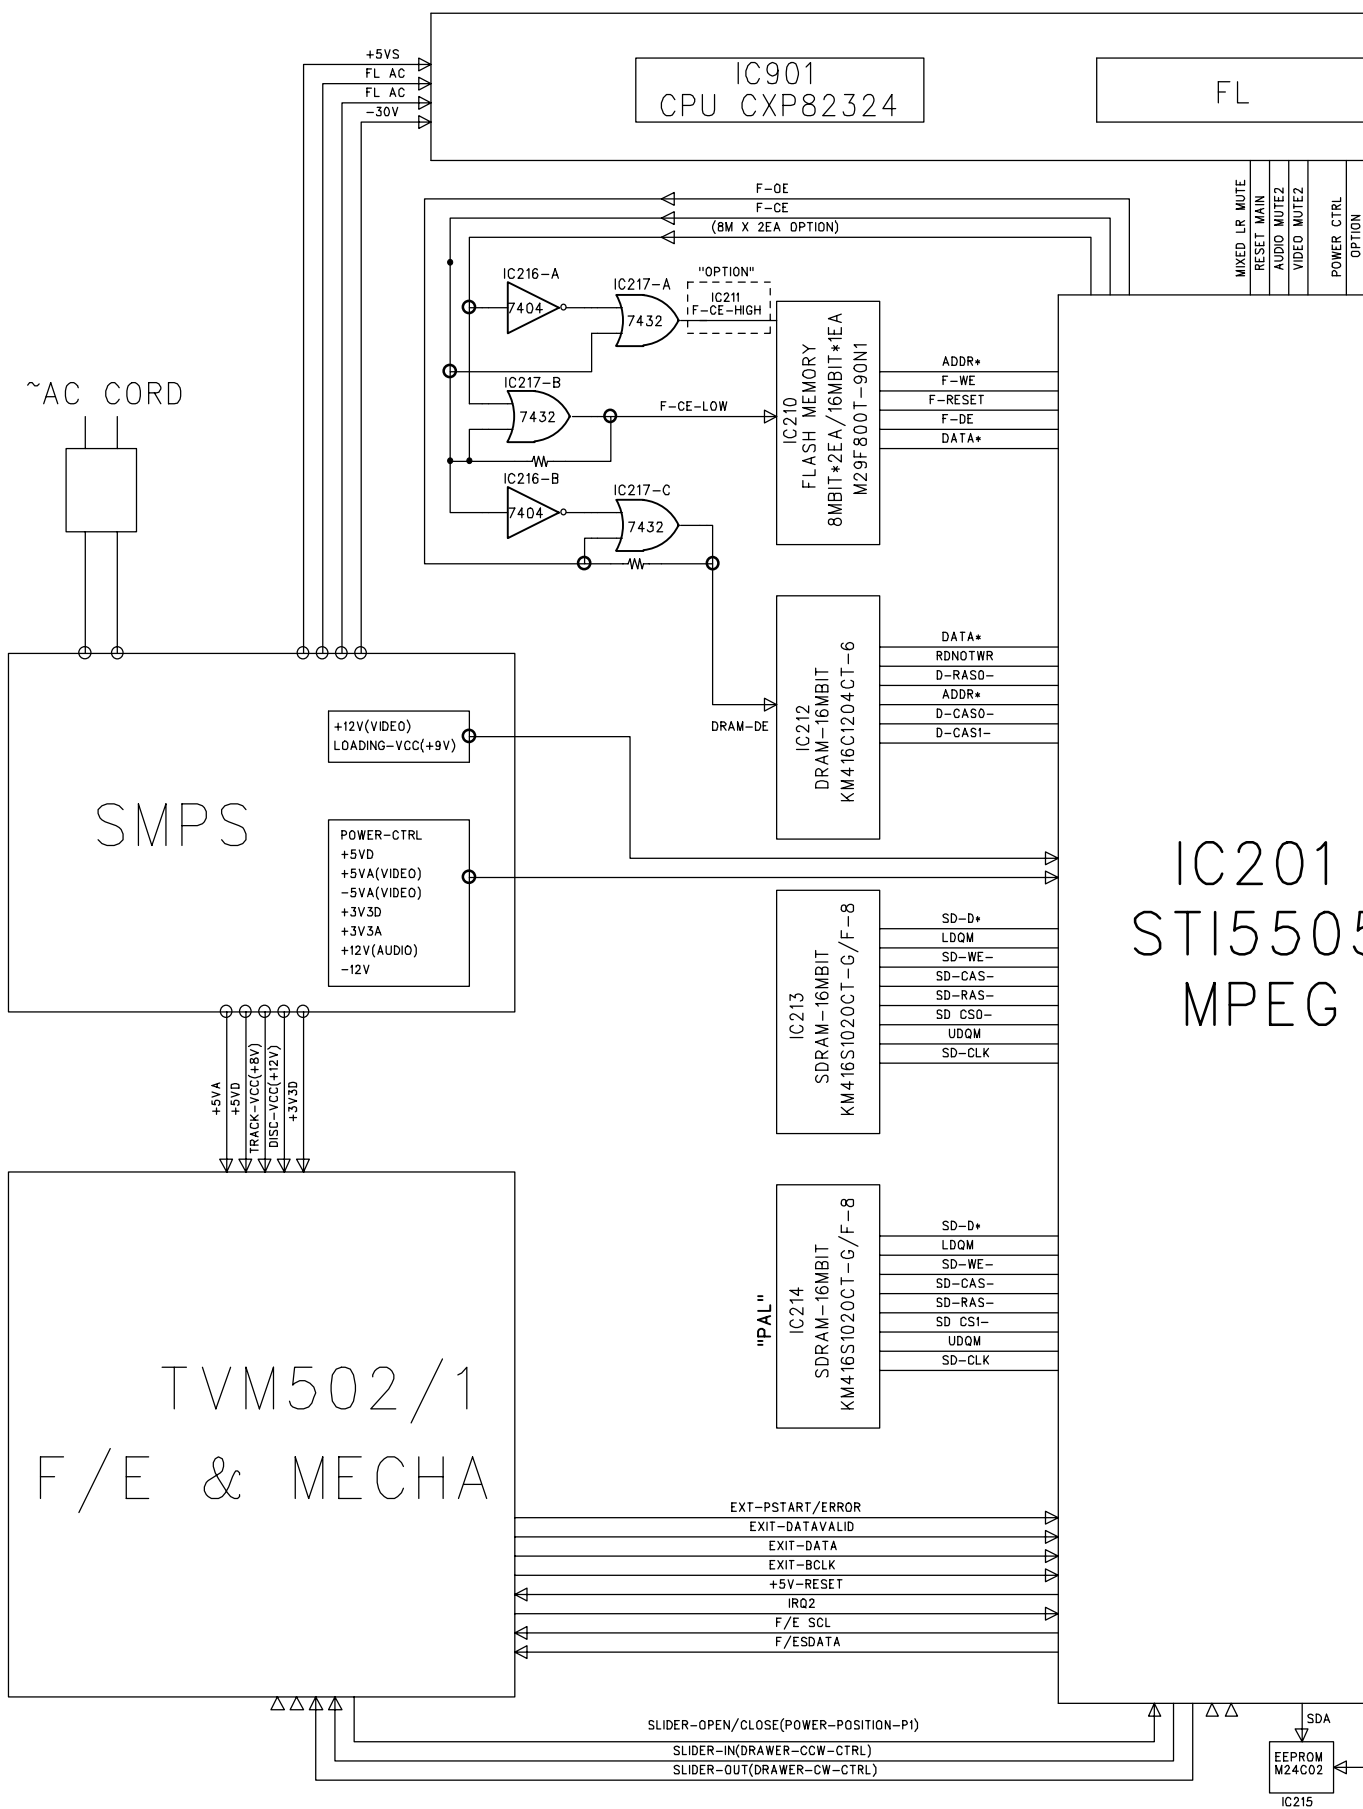 +5VS
FL AC
FL AC
-30V
IC901
CPU CXP82324
FL
MIXED LR MUTE
RESET MAIN
AUDIO MUTE2
VIDEO MUTE2
POWER CTRL
OPTION
F-OE
F-CE
(8M X 2EA OPTION)
IC216-A
7404
IC217-A
7432
"OPTION"
IC211
F-CE-HIGH
IC217-B
7432
F-CE-LOW
IC216-B
7404
IC217-C
7432
IC210
FLASH MEMORY
8MBIT*2EA/16MBIT*1EA
M29F800T-90N1
ADDR*
F-WE
F-RESET
F-DE
DATA*
~AC CORD
DRAM-DE
IC212
DRAM-16MBIT
KM416C1204CT-6
DATA*
RDNOTWR
D-RAS0-
ADDR*
D-CAS0-
D-CAS1-
SMPS
+12V(VIDEO)
LOADING-VCC(+9V)
POWER-CTRL
+5VD
+5VA(VIDEO)
-5VA(VIDEO)
+3V3D
+3V3A
+12V(AUDIO)
-12V
IC201
STI5505
MPEG
IC213
SDRAM-16MBIT
KM416S1020CT-G/F-8
SD-D*
LDQM
SD-WE-
SD-CAS-
SD-RAS-
SD CS0-
UDQM
SD-CLK
+5VA
+5VD
TRACK-VCC(+8V)
DISC-VCC(+12V)
+3V3D
"PAL"
IC214
SDRAM-16MBIT
KM416S1020CT-G/F-8
SD-D*
LDQM
SD-WE-
SD-CAS-
SD-RAS-
SD CS1-
UDQM
SD-CLK
TVM502/1
F/E & MECHA
EXT-PSTART/ERROR
EXIT-DATAVALID
EXIT-DATA
EXIT-BCLK
+5V-RESET
IRQ2
F/E SCL
F/ESDATA
SLIDER-OPEN/CLOSE(POWER-POSITION-P1)
SLIDER-IN(DRAWER-CCW-CTRL)
SLIDER-OUT(DRAWER-CW-CTRL)
SDA
EEPROM
M24C02
IC215